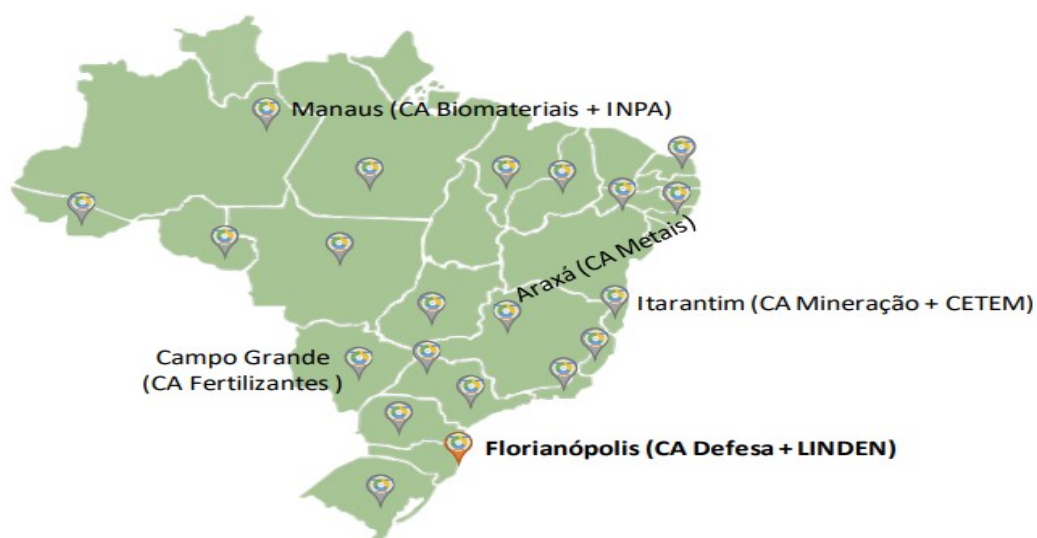 Manaus (CA Biomateriais + INPA)
Araxá (CA Metais)
Itarantim (CA Mineração + CETEM)
Campo Grande
(CA Fertilizantes )
Florianópolis (CA Defesa + LINDEN)